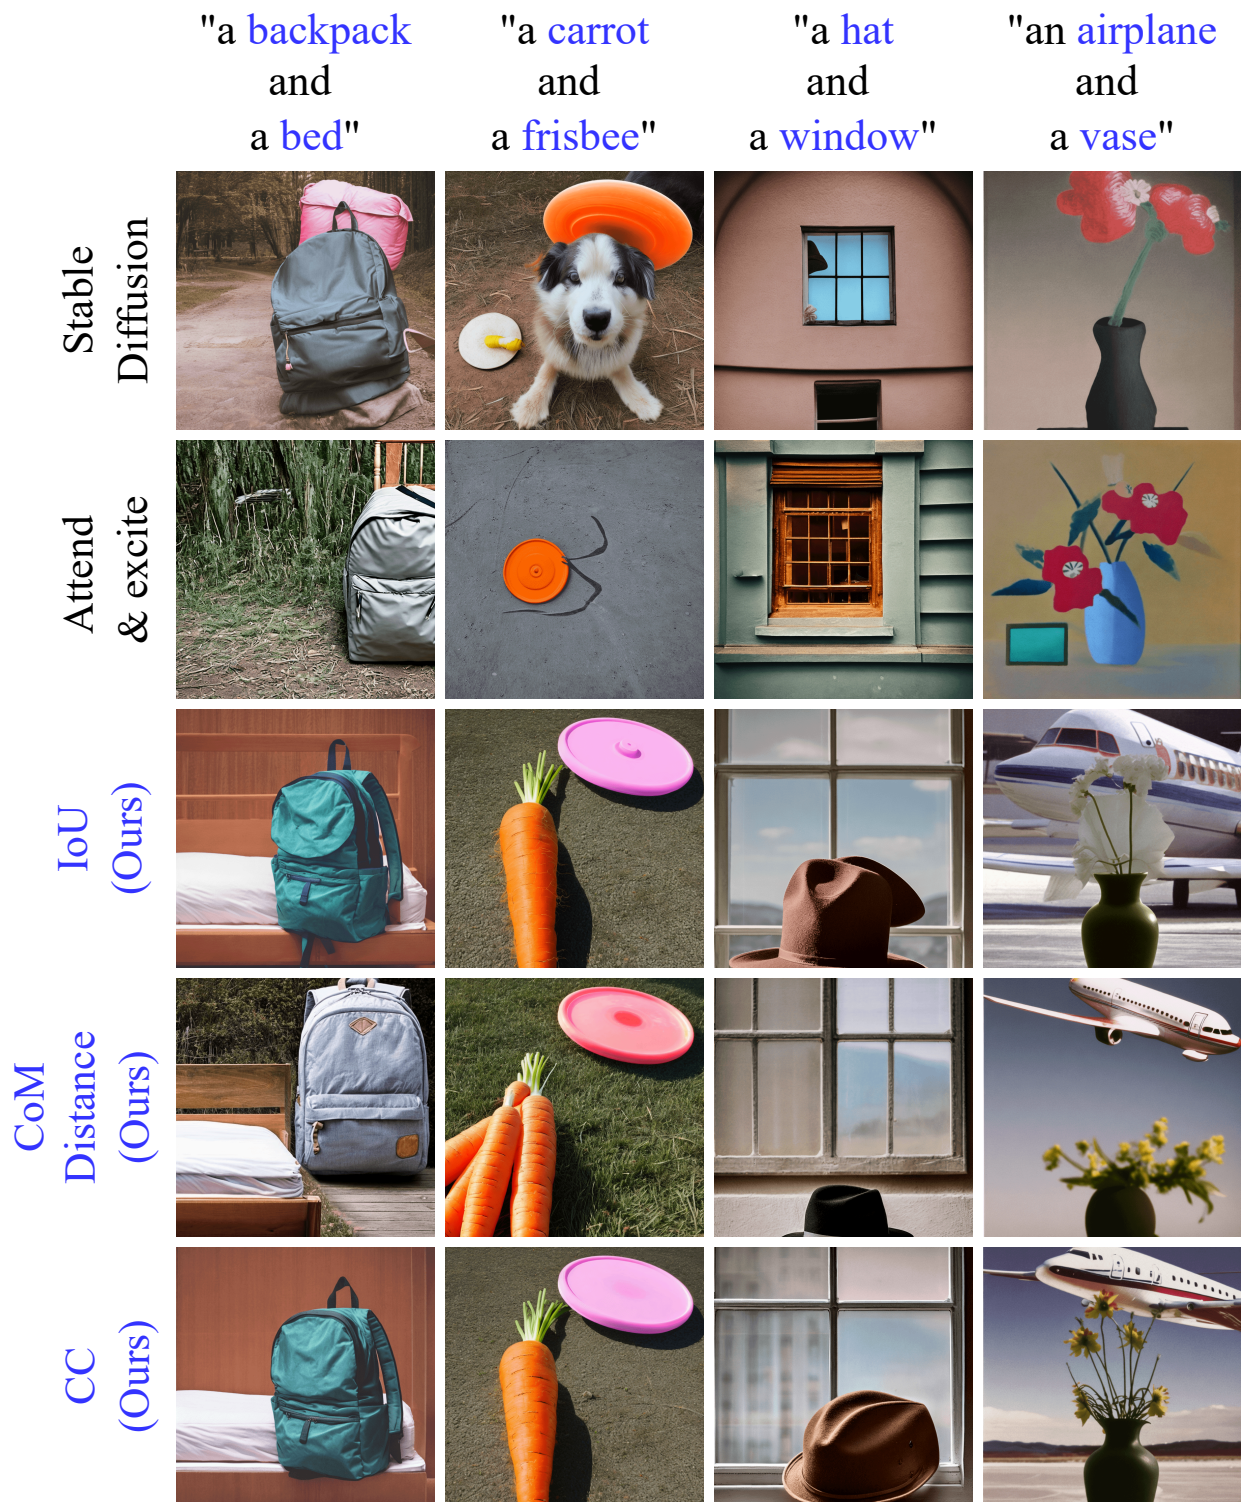 "a backpack
and
a bed"
"a carrot
and
a frisbee"
"a hat
and
a window"
"an airplane
and
a vase"
Stable
Diffusion
Attend
& excite
IoU
(Ours)
CoM
Distance
(Ours)
CC
(Ours)